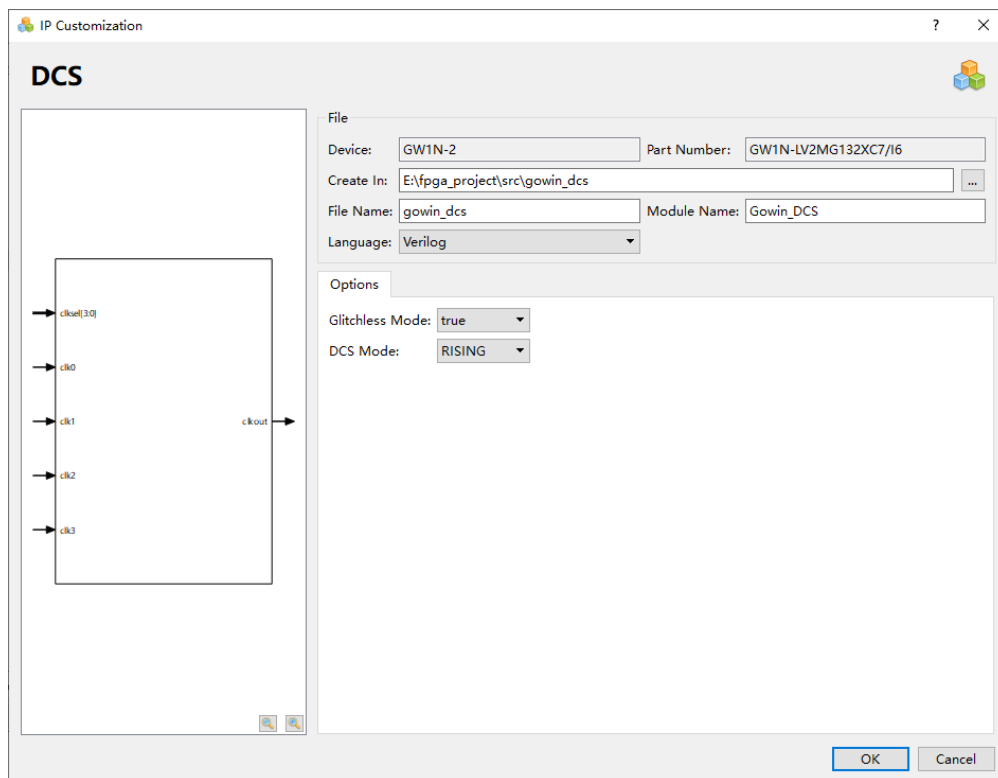 IP Customization
?
DCS
File
Device: GW1N-2 Part Number: GW1N-LV2MG132XC7/I6
Create In: E:\fpga_project\src\gowin_dcs ...
File Name: gowin_dcs Module Name: Gowin_DCS
Language: Verilog
Options
Glitchless Mode: true
DCS Mode: RISING
clksel[3:0]
clk0
clk1
clkout
clk2
clk3
OK Cancel